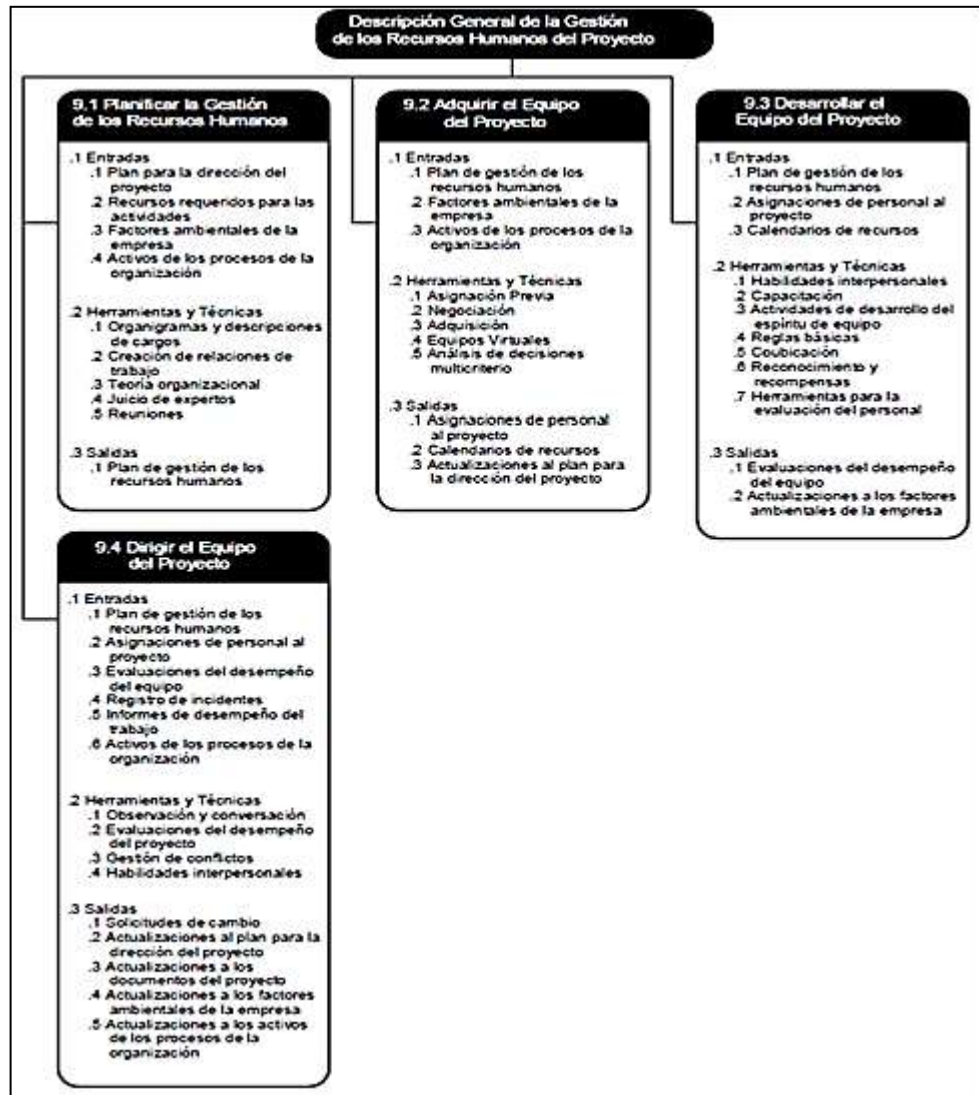 Descripción General de la Gestión
de los Recursos Humanos del Proyecto
9.1 Planificar la Gestión
de los Recursos Humanos
.1 Entradas
.1 Plan para la dirección del
proyecto
.2 Recursos requeridos para las
actividades
.3 Factores ambientales de la
empresa
.4 Activos de los procesos de la
organización
.2 Herramientas y Técnicas
.1 Organigramas y descripciones
de cargos
.2 Creación de relaciones de
trabajo
.3 Teoría organizacional
.4 Juicio de expertos
.5 Reuniones
.3 Salidas
.1 Plan de gestión de los
recursos humanos
9.2 Adquirir el Equipo
del Proyecto
.1 Entradas
.1 Plan de gestión de los
recursos humanos
.2 Factores ambientales de la
empresa
.3 Activos de los procesos de la
organización
.2 Herramientas y Técnicas
.1 Asignación Previa
.2 Negociación
.3 Adquisición
.4 Equipos Virtuales
.5 Análisis de decisiones
multicriterio
.3 Salidas
.1 Asignaciones de personal
al proyecto
.2 Calendarios de recursos
.3 Actualizaciones al plan para
la dirección del proyecto
9.3 Desarrollar el
Equipo del Proyecto
.1 Entradas
.1 Plan de gestión de los
recursos humanos
.2 Asignaciones de personal al
proyecto
.3 Calendarios de recursos
.2 Herramientas y Técnicas
.1 Habilidades interpersonales
.2 Capacitación
.3 Actividades de desarrollo del
espíritu de equipo
.4 Reglas básicas
.5 Coubicación
.6 Reconocimiento y
recompensas
.7 Herramientas para la
evaluación del personal
.3 Salidas
.1 Evaluaciones del desempeño
del equipo
.2 Actualizaciones a los factores
ambientales de la empresa
9.4 Dirigir el Equipo
del Proyecto
.1 Entradas
.1 Plan de gestión de los
recursos humanos
.2 Asignaciones de personal al
proyecto
.3 Evaluaciones del desempeño
del equipo
.4 Registro de incidentes
.5 Informes de desempeño del
trabajo
.6 Activos de los procesos de la
organización
.2 Herramientas y Técnicas
.1 Observación y conversación
.2 Evaluaciones del desempeño
del proyecto
.3 Gestión de conflictos
.4 Habilidades interpersonales
.3 Salidas
.1 Solicitudes de cambio
.2 Actualizaciones al plan para la
dirección del proyecto
.3 Actualizaciones a los
documentos del proyecto
.4 Actualizaciones a los factores
ambientales de la empresa
.5 Actualizaciones a los activos
de los procesos de la
organización